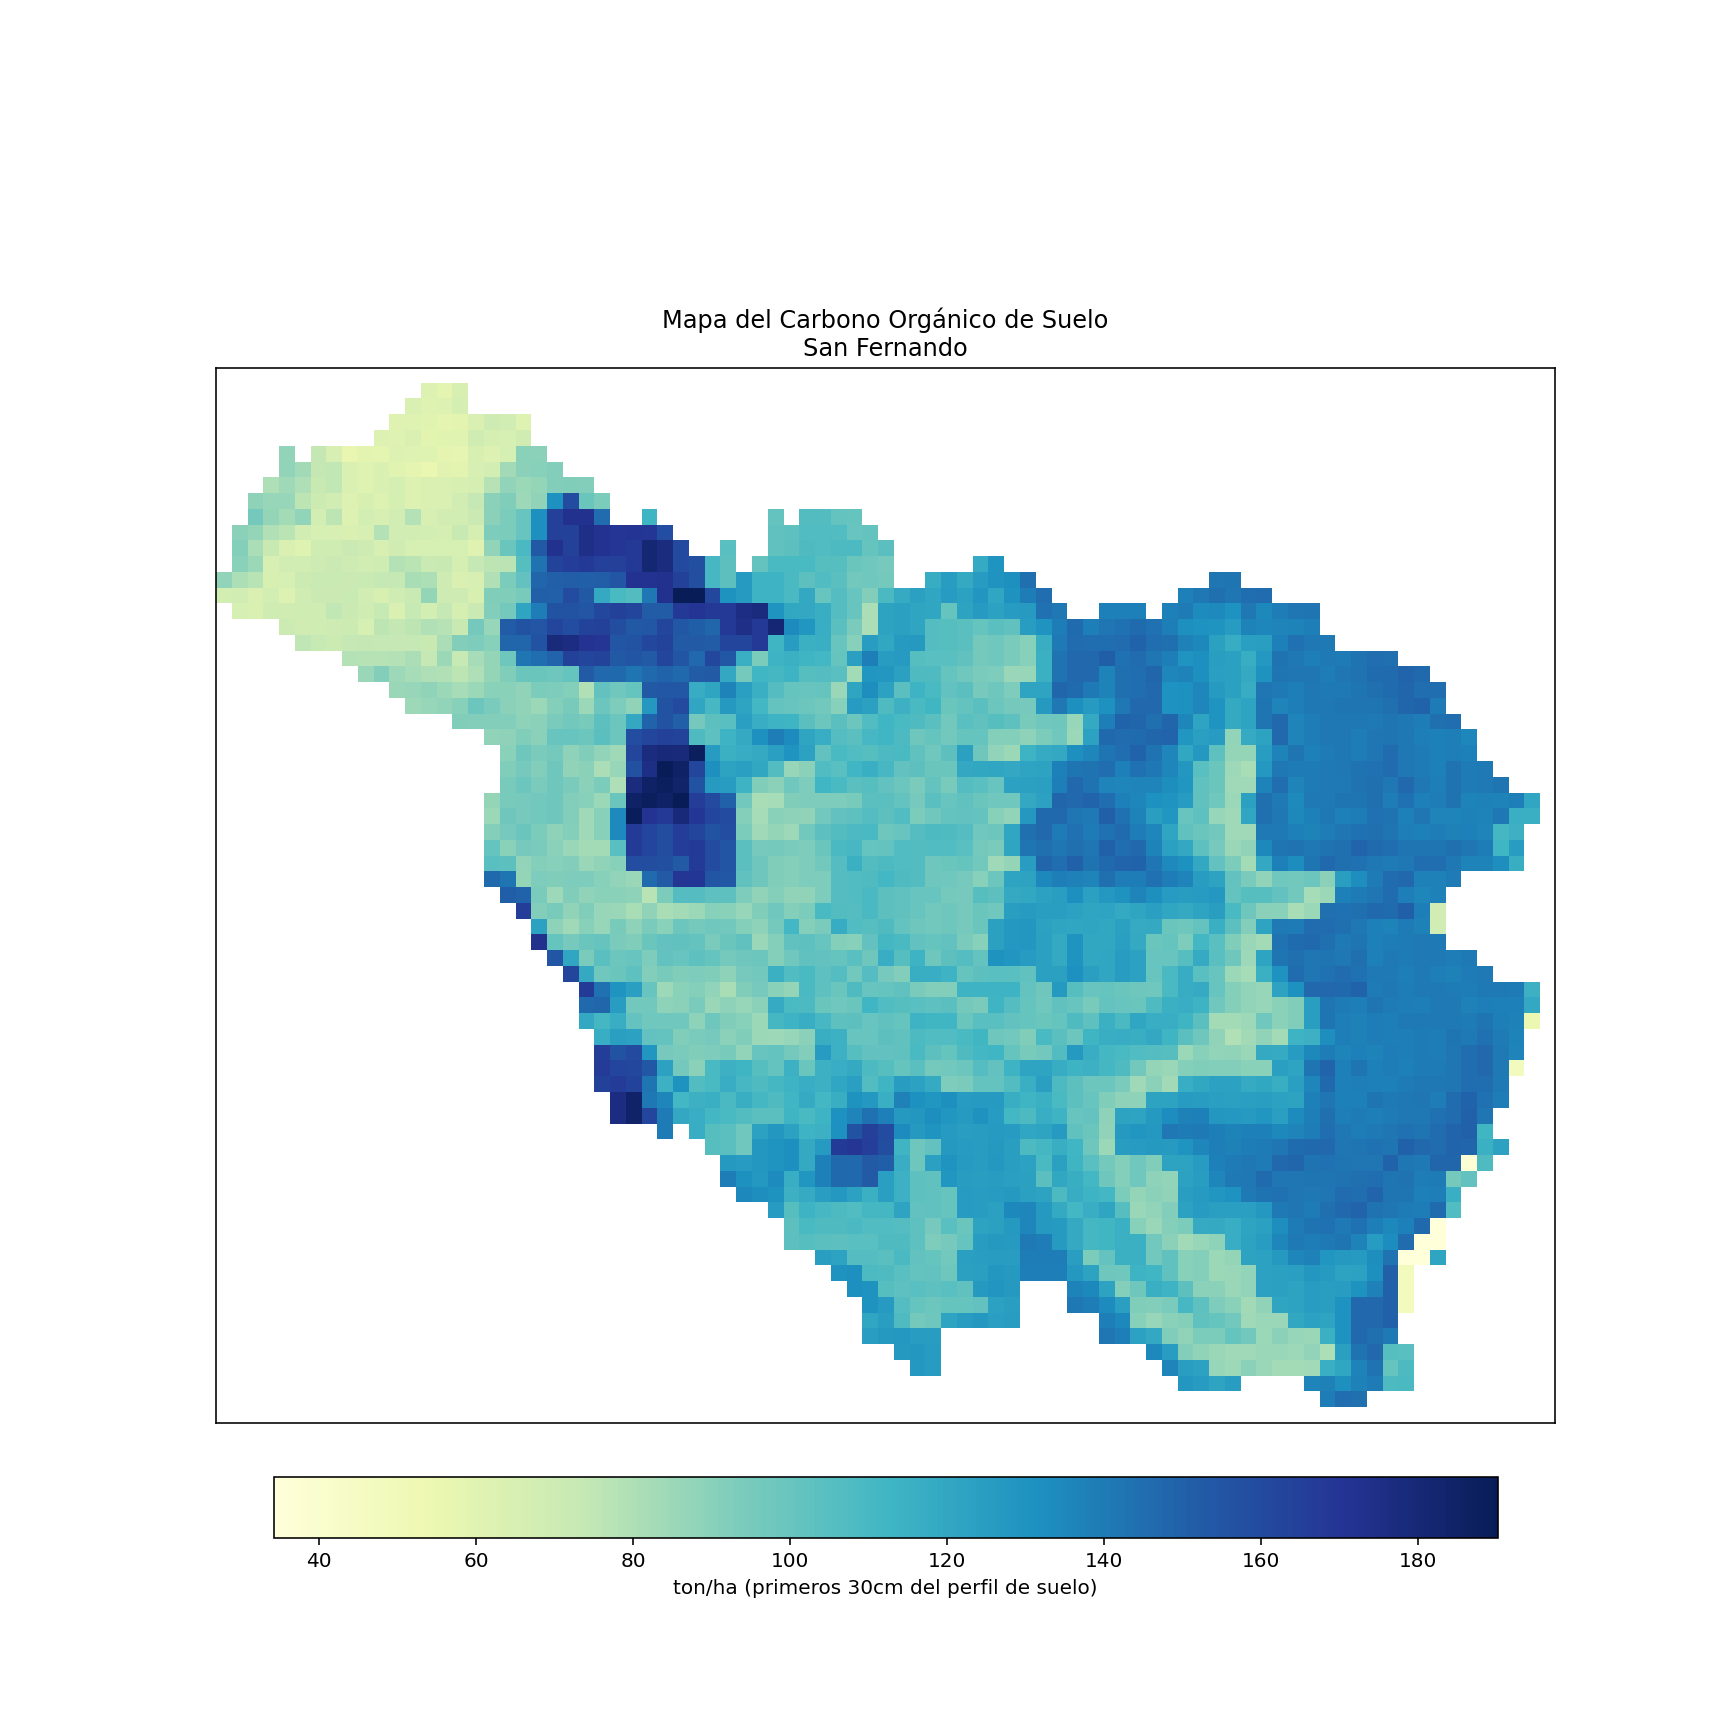 Mapa del Carbono Orgánico de Suelo
San Fernando
40 60 80 100 120 140 160 180
ton/ha (primeros 30cm del perfil de suelo)